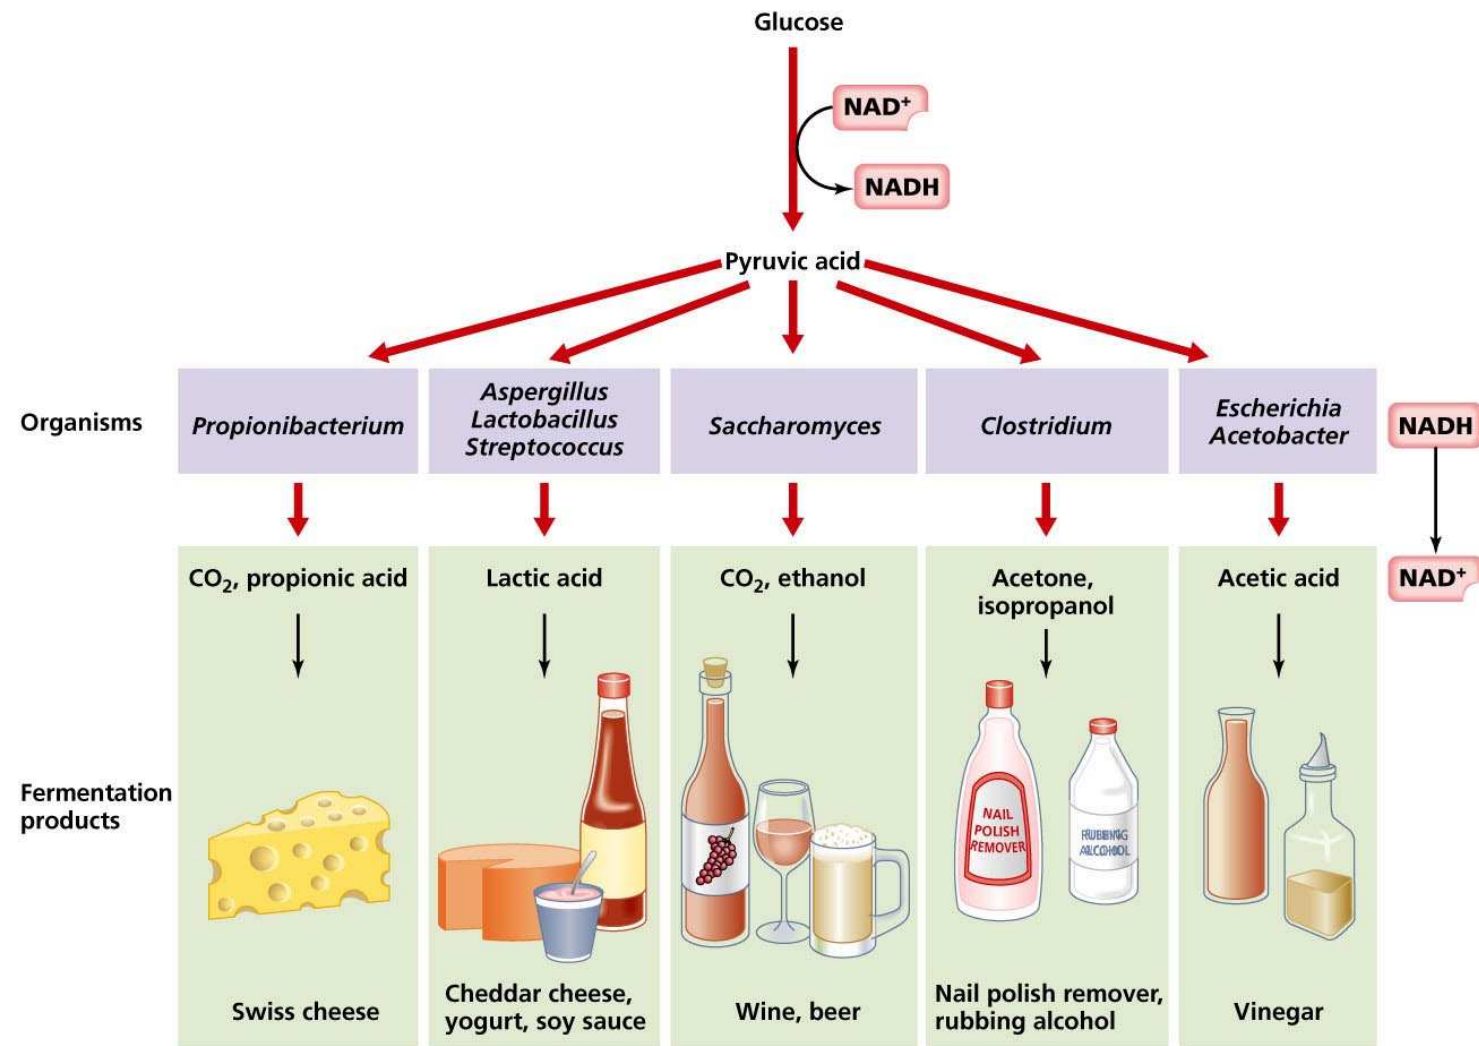 Glucose
NAD⁺
NADH
Pyruvic acid
Organisms
Propionibacterium
Aspergillus
Lactobacillus
Streptococcus
Saccharomyces
Clostridium
Escherichia
Acetobacter
NADH
CO₂, propionic acid
Lactic acid
CO₂, ethanol
Acetone,
isopropanol
Acetic acid
NAD⁺
Fermentation
products
NAIL
POLISH
REMOVER
RUBBING
ALCOHOL
Swiss cheese
Cheddar cheese,
yogurt, soy sauce
Wine, beer
Nail polish remover,
rubbing alcohol
Vinegar